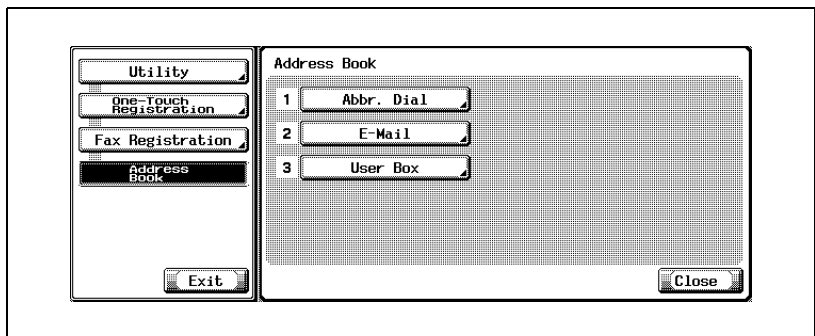 Utility
One-Touch
Registration
Fax Registration
Address
Book
Exit
Address Book
1 Abbr. Dial
2 E-Mail
3 User Box
Close